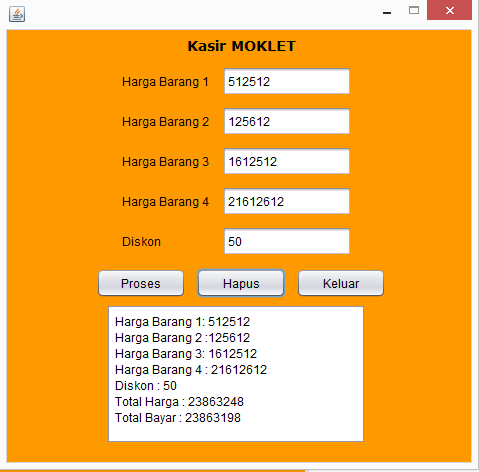 Kasir MOKLET
Harga Barang 1 512512
Harga Barang 2 125612
Harga Barang 3 1612512
Harga Barang 4 21612612
Diskon 50
Proses Hapus Keluar
Harga Barang 1: 512512
Harga Barang 2 :125612
Harga Barang 3: 1612512
Harga Barang 4 : 21612612
Diskon : 50
Total Harga : 23863248
Total Bayar : 23863198